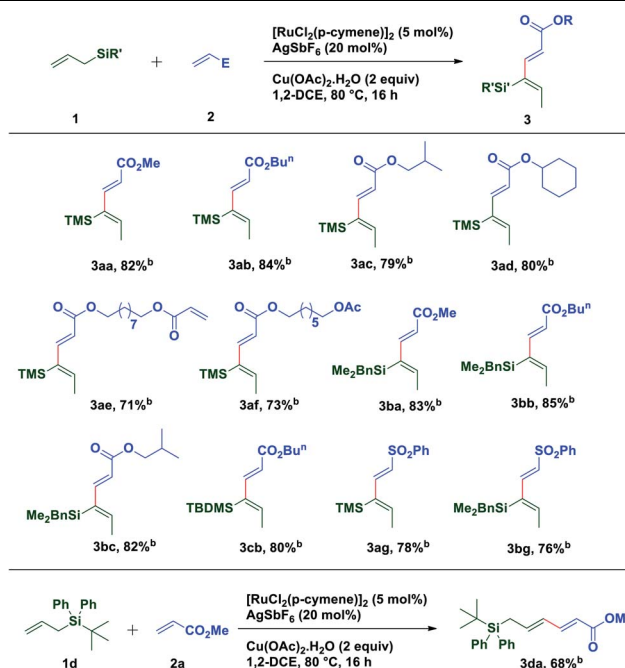 [RuCl2(p-cymene)]2 (5 mol%)
AgSbF6 (20 mol%)
Cu(OAc)2.H2O (2 equiv)
1,2-DCE, 80 °C, 16 h
SiR'
+
E
1
2
O
OR
R'Si'
3
CO2Me
TMS
3aa, 82%b
CO2Bun
TMS
3ab, 84%b
O
O
TMS
3ac, 79%b
O
O
TMS
3ad, 80%b
O
O
7
O
O
TMS
3ae, 71%b
O
O
5
OAc
TMS
3af, 73%b
CO2Me
Me2BnSi
3ba, 83%b
CO2Bun
Me2BnSi
3bb, 85%b
O
O
Me2BnSi
3bc, 82%b
CO2Bun
TBDMS
3cb, 80%b
SO2Ph
TMS
3ag, 78%b
SO2Ph
Me2BnSi
3bg, 76%b
Ph Ph
Si
1d
+
CO2Me
2a
[RuCl2(p-cymene)]2 (5 mol%)
AgSbF6 (20 mol%)
Cu(OAc)2.H2O (2 equiv)
1,2-DCE, 80 °C, 16 h
Si
Ph Ph
OM
O
3da, 68%b